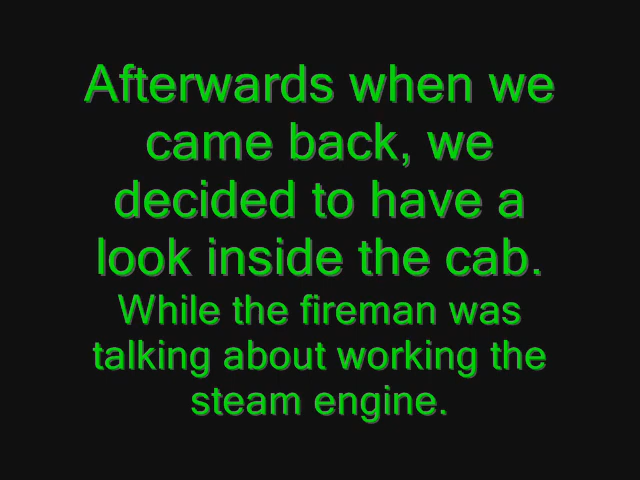 Afterwards when we
came back, we
decided to have a
look inside the cab.
While the fireman was
talking about working the
steam engine.